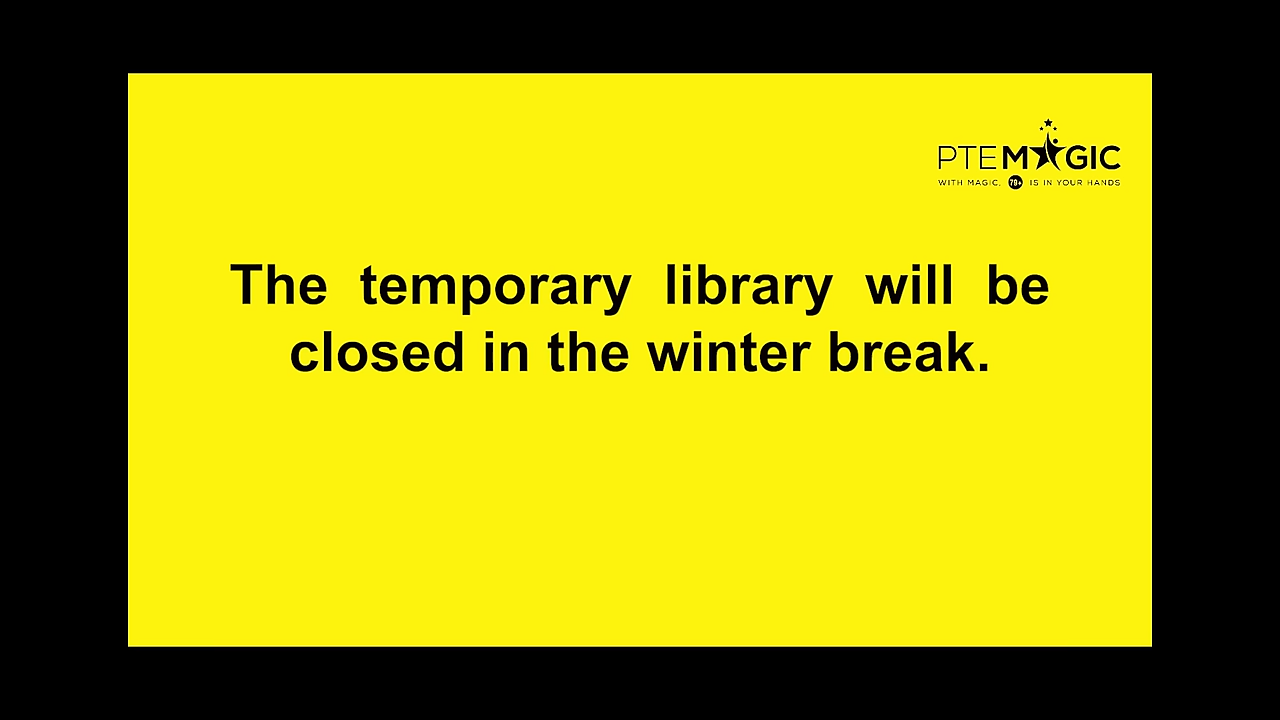 PTEMAGIC
WITH MAGIC, 79+ IS IN YOUR HANDS
The temporary library will be
closed in the winter break.